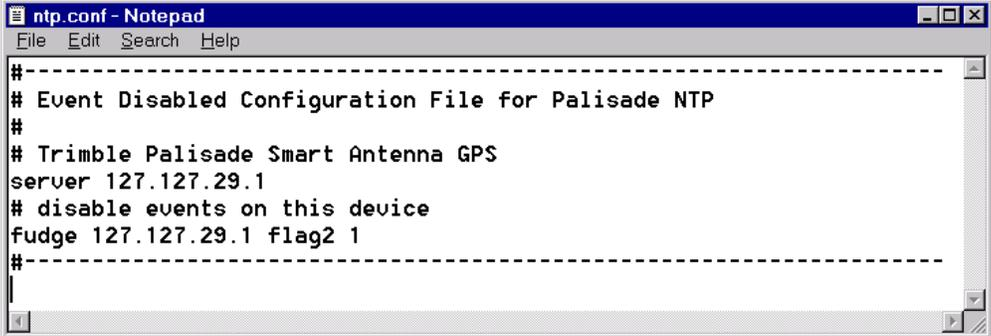 ntp.conf - Notepad
File Edit Search Help
#--------------------------------------------------------------------
# Event Disabled Configuration File for Palisade NTP
#
# Trimble Palisade Smart Antenna GPS
server 127.127.29.1
# disable events on this device
fudge 127.127.29.1 flag2 1
#--------------------------------------------------------------------